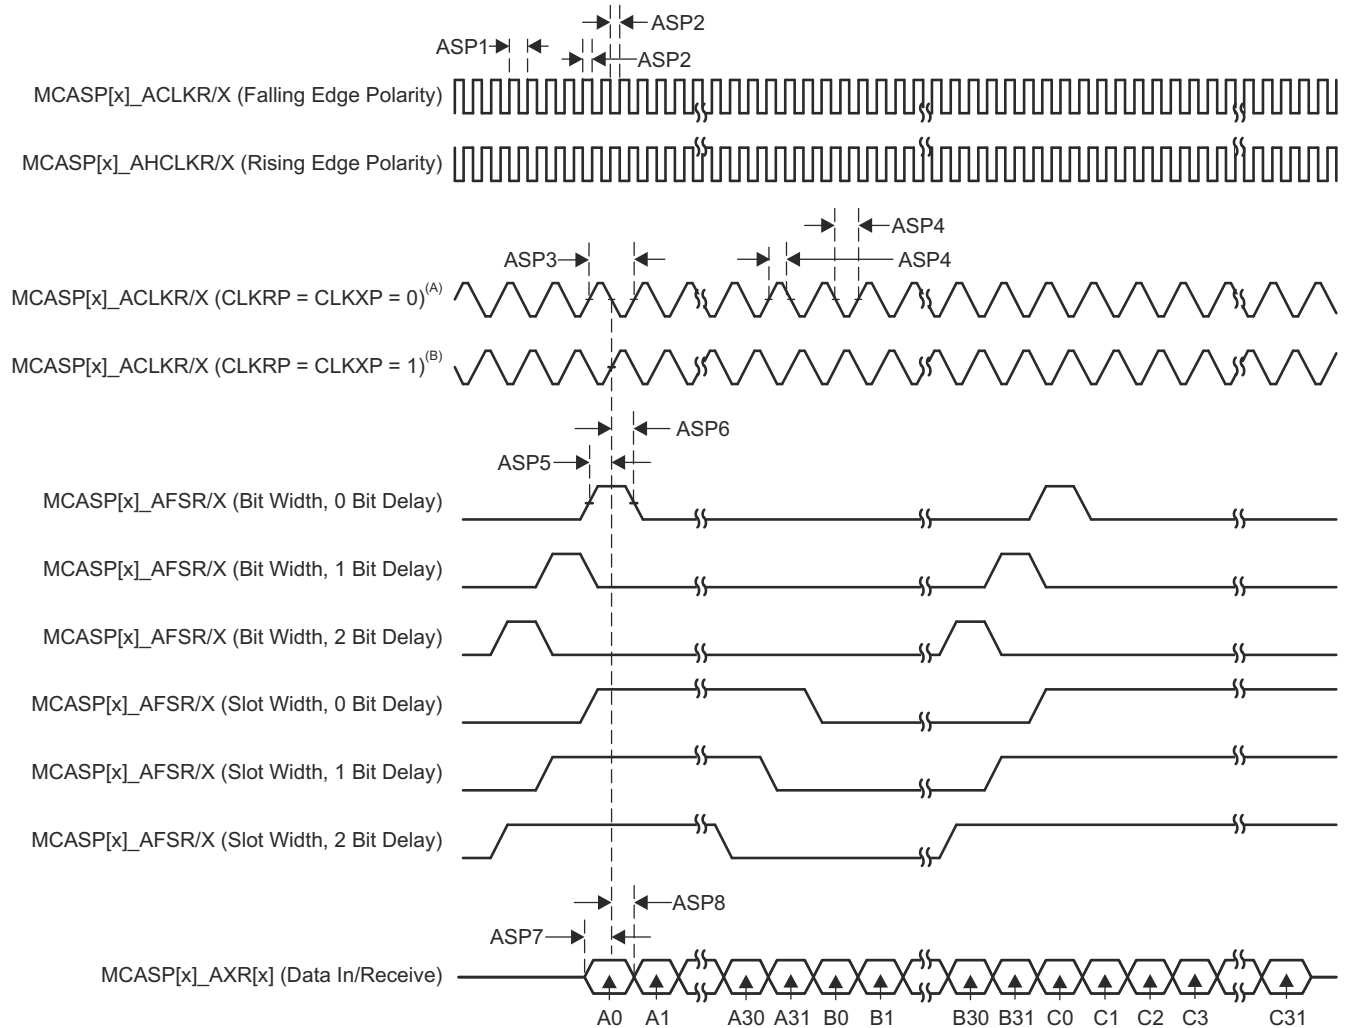 ASP2
ASP1
ASP2
MCASP[x]_ACLKR/X (Falling Edge Polarity)
MCASP[x]_AHCLKR/X (Rising Edge Polarity)
ASP4
ASP3
ASP4
MCASP[x]_ACLKR/X (CLKRP = CLKXP = 0)(A)
MCASP[x]_ACLKR/X (CLKRP = CLKXP = 1)(B)
ASP6
ASP5
MCASP[x]_AFSR/X (Bit Width, 0 Bit Delay)
MCASP[x]_AFSR/X (Bit Width, 1 Bit Delay)
MCASP[x]_AFSR/X (Bit Width, 2 Bit Delay)
MCASP[x]_AFSR/X (Slot Width, 0 Bit Delay)
MCASP[x]_AFSR/X (Slot Width, 1 Bit Delay)
MCASP[x]_AFSR/X (Slot Width, 2 Bit Delay)
ASP8
ASP7
MCASP[x]_AXR[x] (Data In/Receive)
A0 A1 A30 A31 B0 B1 B30 B31 C0 C1 C2 C3 C31